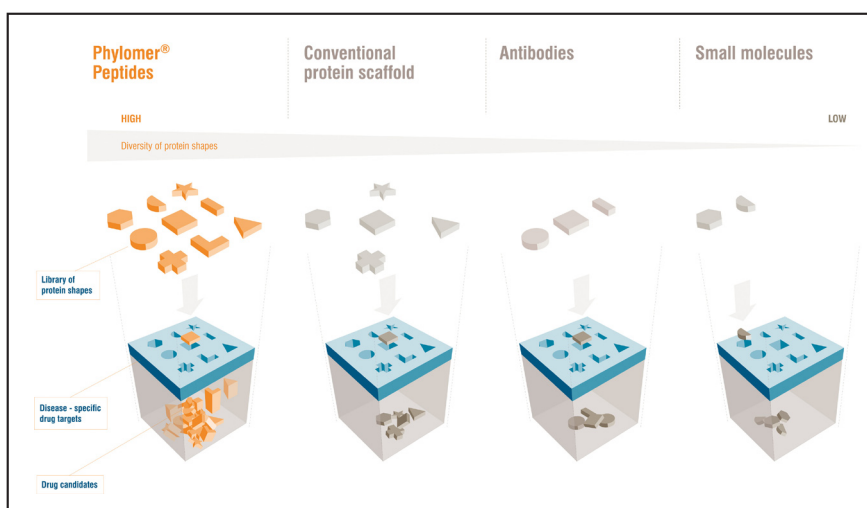 Phylomer®
Peptides
Conventional
protein scaffold
Antibodies
Small molecules
HIGH
LOW
Diversity of protein shapes
Library of
protein shapes
Disease - specific
drug targets
Drug candidates